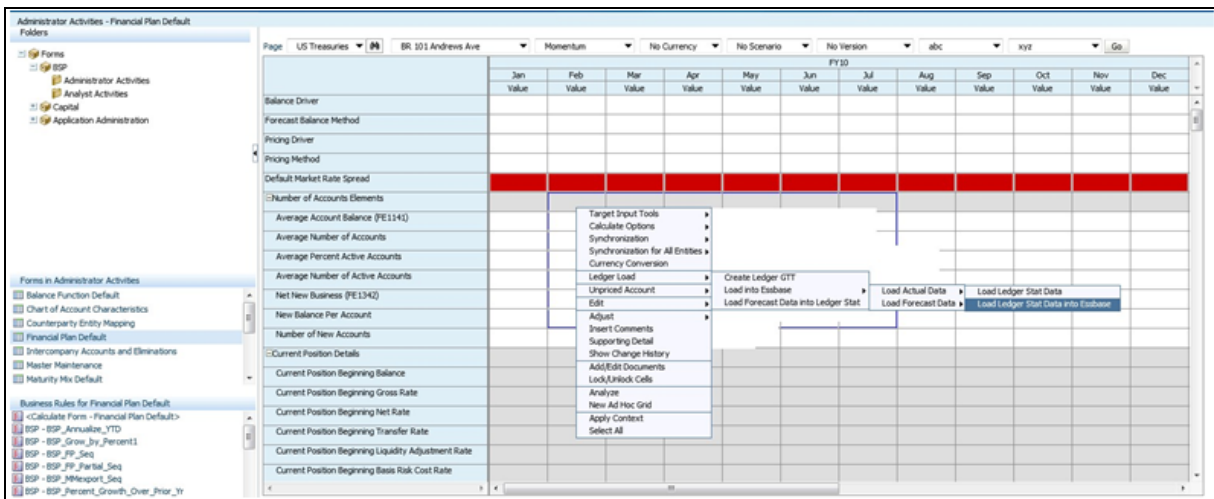 Administrator Activities - Financial Plan Default
Folders
Forms
BSP
Administrator Activities
Analyst Activities
Capital
Application Administration
Forms in Administrator Activities
Balance Function Default
Chart of Account Characteristics
Counterparty Entity Mapping
Financial Plan Default
Intercompany Accounts and Eliminations
Master Maintenance
Maturity Mix Default
Business Rules for Financial Plan Default
<Calculate Form - Financial Plan Default>
BSP - BSP_Annualize_YTD
BSP - BSP_Grow_by_Percent1
BSP - BSP_FP_Seq
BSP - BSP_FP_Partial_Seq
BSP - BSP_MMexport_Seq
BSP - BSP_Percent_Growth_Over_Prior_Yr
Page US Treasuries BR 101 Andrews Ave Momentum No Currency No Scenario No Version abc xyz Go
FY10
Jan Feb Mar Apr May Jun Jul Aug Sep Oct Nov Dec
Value Value Value Value Value Value Value Value Value Value Value Value
Balance Driver
Forecast Balance Method
Pricing Driver
Pricing Method
Default Market Rate Spread
Number of Accounts Elements
Average Account Balance (FE1141)
Average Number of Accounts
Average Percent Active Accounts
Average Number of Active Accounts
Net New Business (FE1342)
New Balance Per Account
Number of New Accounts
Current Position Details
Current Position Beginning Balance
Current Position Beginning Gross Rate
Current Position Beginning Net Rate
Current Position Beginning Transfer Rate
Current Position Beginning Liquidity Adjustment Rate
Current Position Beginning Basis Risk Cost Rate
Target Input Tools
Calculate Options
Synchronization
Synchronization for All Entities
Currency Conversion
Ledger Load
Unpriced Account
Edit
Adjust
Insert Comments
Supporting Detail
Show Change History
Add/Edit Documents
Lock/Unlock Cells
Analyze
New Ad Hoc Grid
Apply Context
Select All
Create Ledger GTT
Load into Essbase
Load Forecast Data into Ledger Stat
Load Actual Data
Load Forecast Data
Load Ledger Stat Data
Load Ledger Stat Data into Essbase